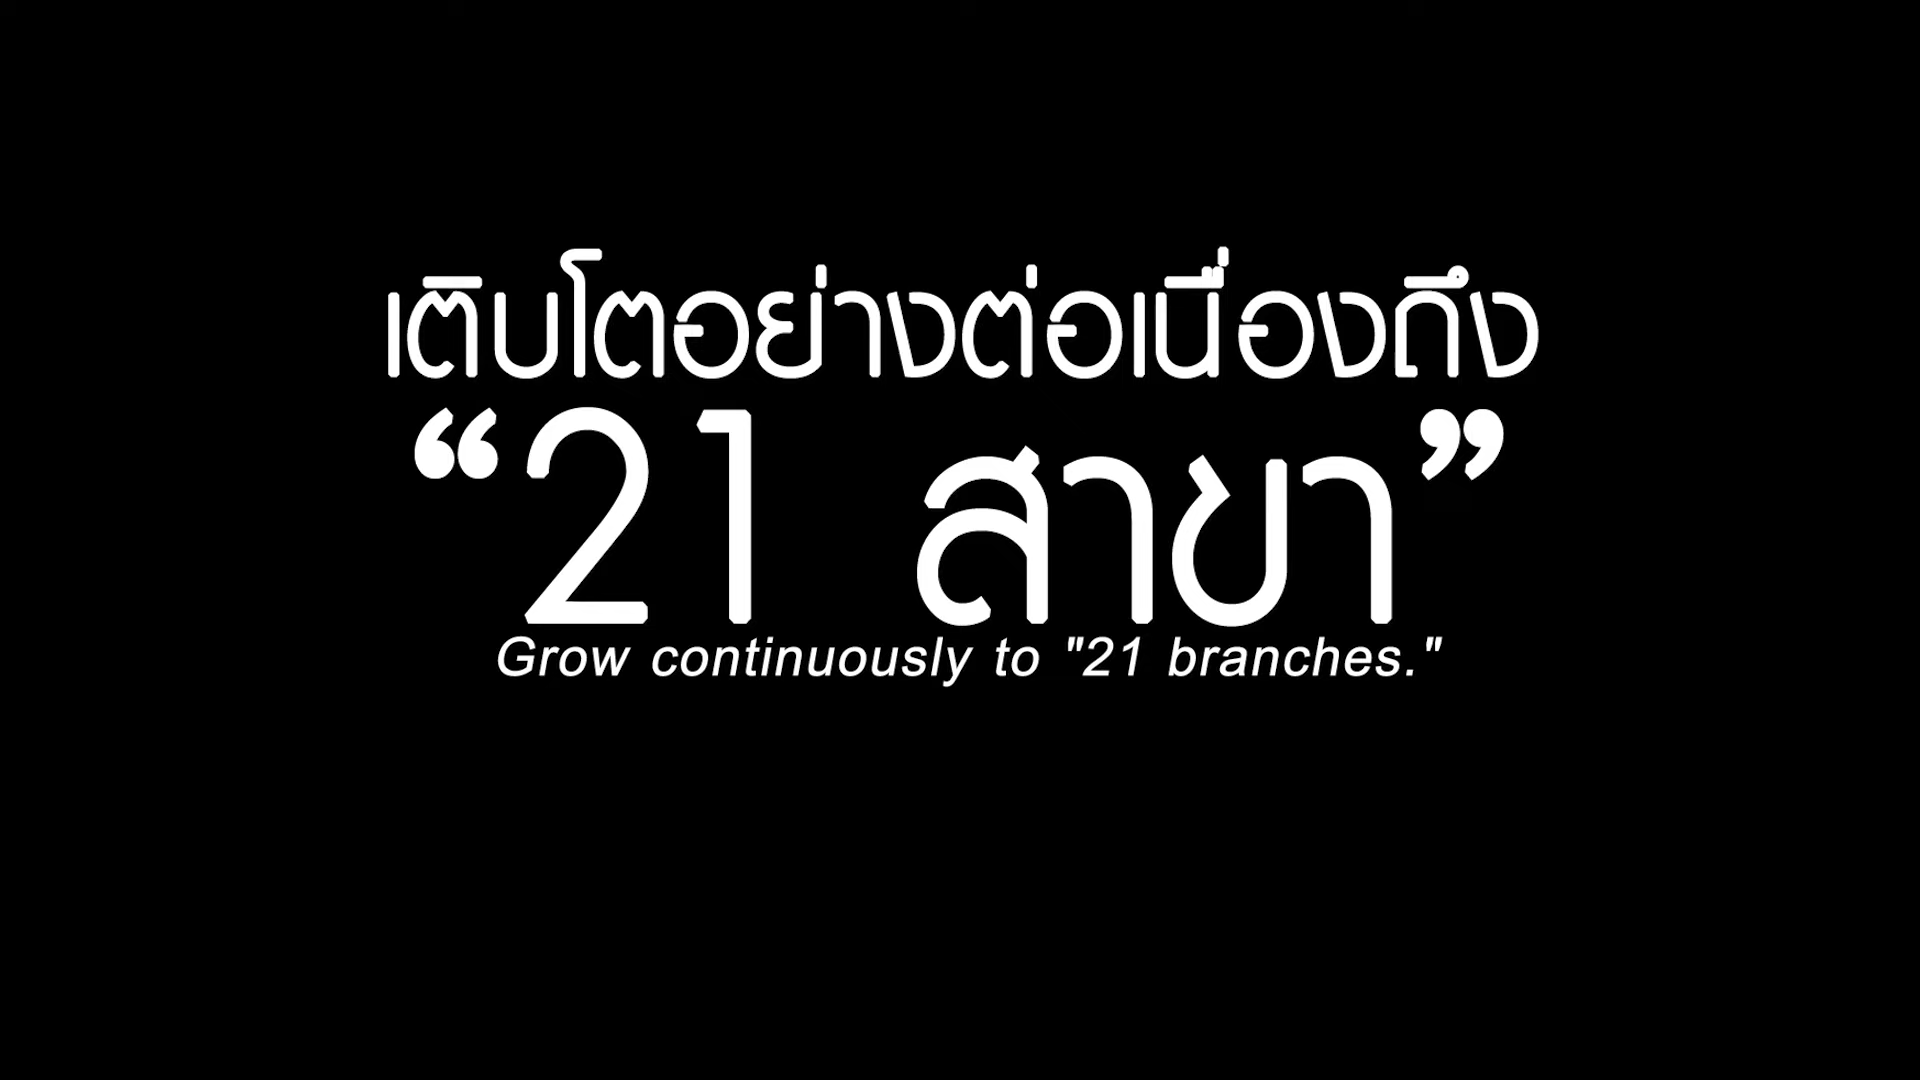 เติบโตอย่างต่อเนื่องถึง
“21 สาขา”
Grow continuously to "21 branches."